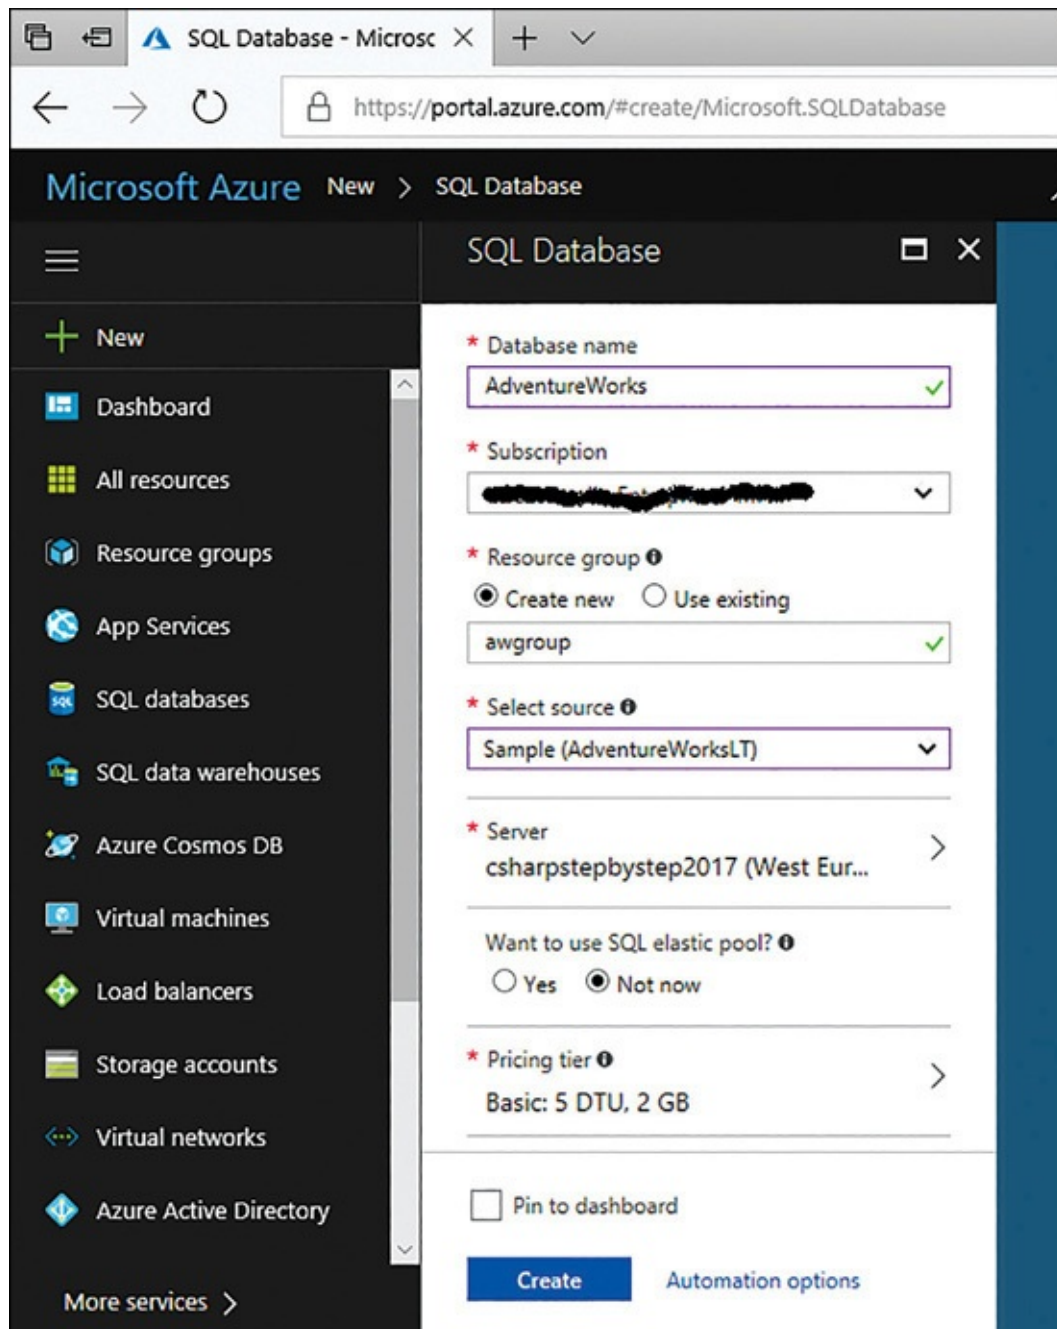 SQL Database - Microsc
https://portal.azure.com/#create/Microsoft.SQLDatabase
Microsoft Azure New > SQL Database
SQL Database
New
Dashboard
All resources
Resource groups
App Services
SQL databases
SQL data warehouses
Azure Cosmos DB
Virtual machines
Load balancers
Storage accounts
Virtual networks
Azure Active Directory
More services >
* Database name
AdventureWorks
* Subscription
* Resource group
Create new Use existing
awgroup
* Select source
Sample (AdventureWorksLT)
* Server
csharpstepbystep2017 (West Eur...
Want to use SQL elastic pool?
Yes Not now
* Pricing tier
Basic: 5 DTU, 2 GB
Pin to dashboard
Create Automation options